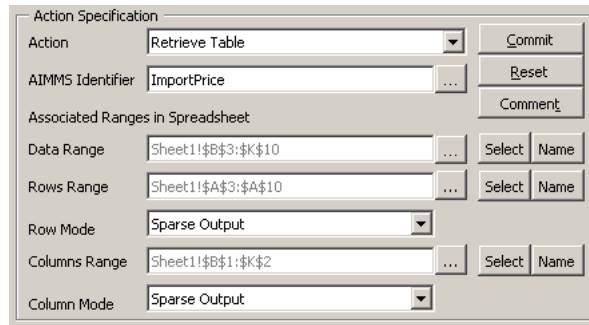 Action Specification
Action Retrieve Table Commit
AIMMS Identifier ImportPrice ... Reset
Comment
Associated Ranges in Spreadsheet
Data Range Sheet1!$B$3:$K$10 ... Select Name
Rows Range Sheet1!$A$3:$A$10 ... Select Name
Row Mode Sparse Output
Columns Range Sheet1!$B$1:$K$2 ... Select Name
Column Mode Sparse Output